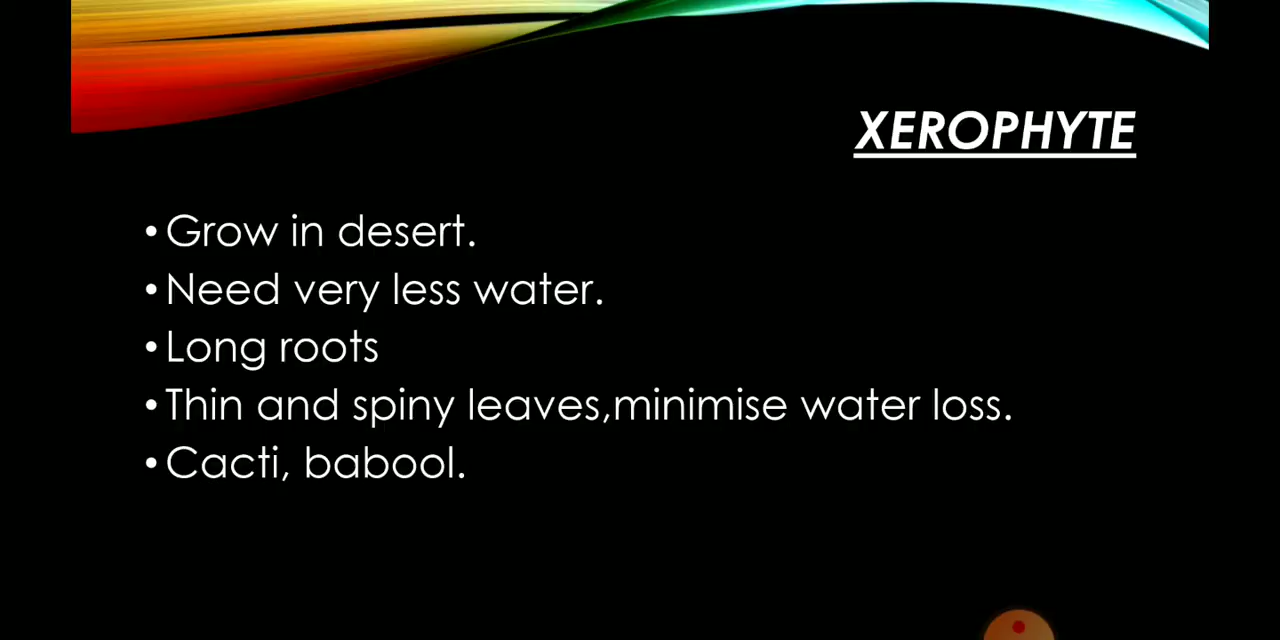 XEROPHYTE
•Grow in desert.
•Need very less water.
•Long roots
•Thin and spiny leaves,minimise water loss.
•Cacti, babool.